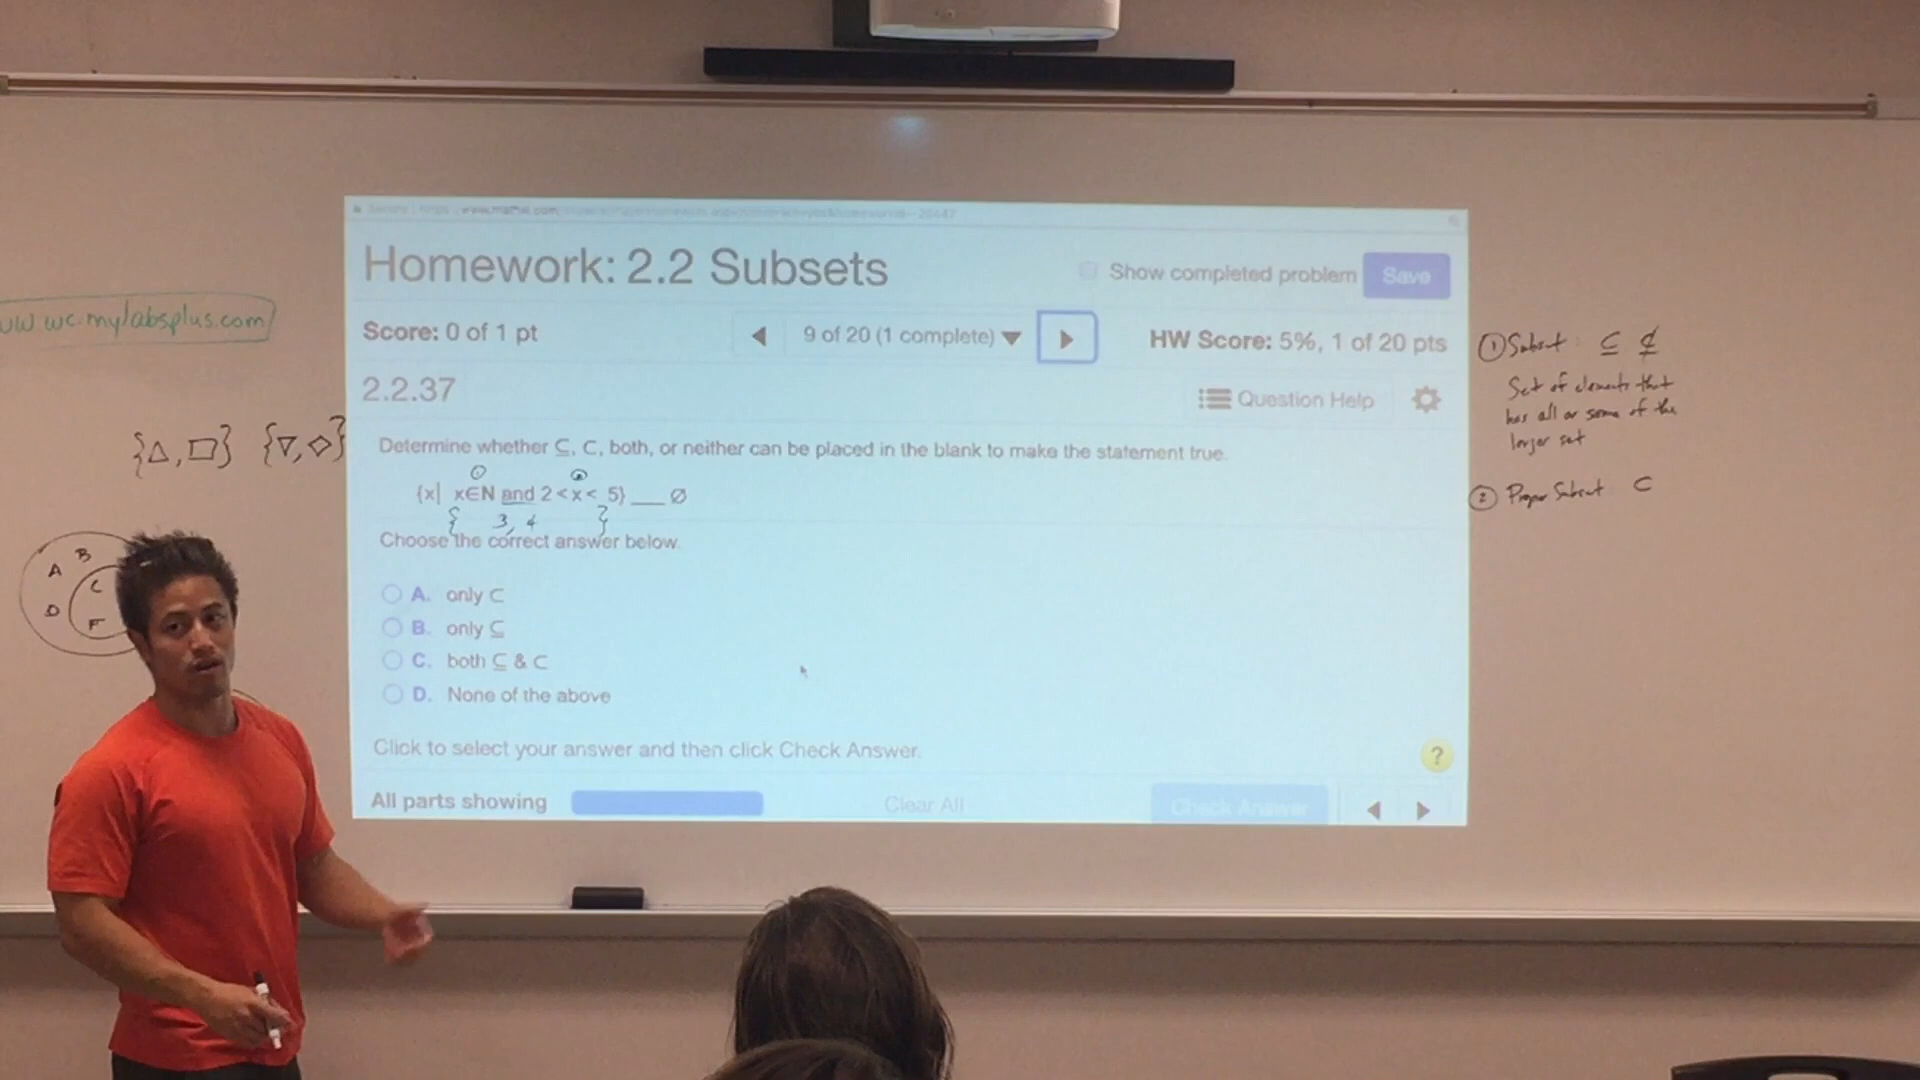 Homework: 2.2 Subsets
Show completed problem
Save
Score: 0 of 1 pt
9 of 20 (1 complete)
HW Score: 5%, 1 of 20 pts
2.2.37
Question Help
Determine whether ⊆, ⊂, both, or neither can be placed in the blank to make the statement true.
① ②
{x| x∈N and 2 < x < 5} ___ ∅
{ 3, 4 }
Choose the correct answer below.
A. only ⊂
B. only ⊆
C. both ⊆ & ⊂
D. None of the above
Click to select your answer and then click Check Answer.
?
All parts showing
Clear All
Check Answer
wc.mylabsplus.com
{△,□} {▽,◇}
A B
C
D
F
① Subset: ⊆ ⊄
Set of elements that
has all or some of the
larger set
② Proper Subset ⊂